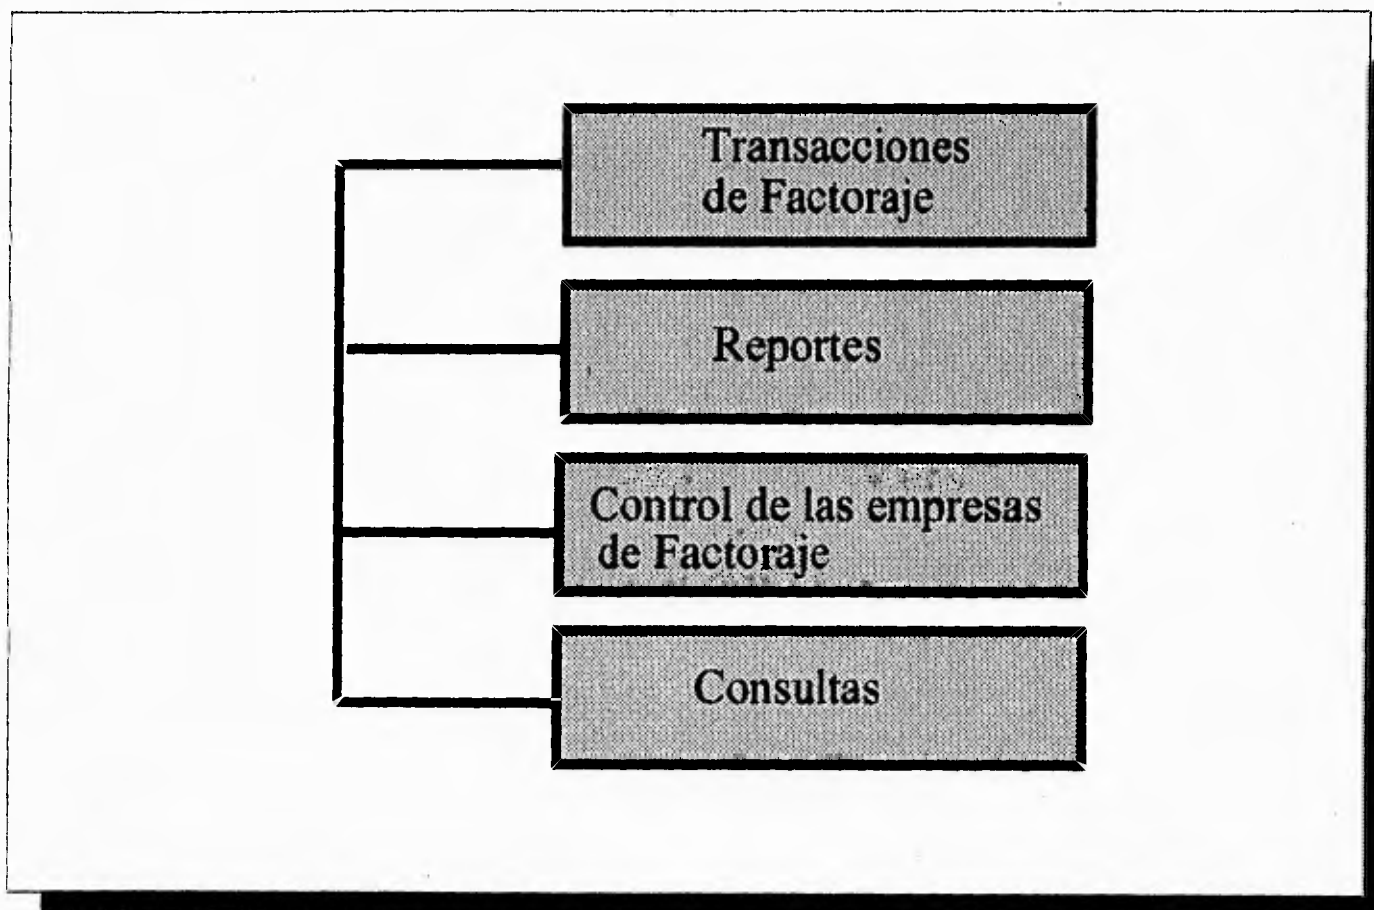 Transacciones
de Factoraje
Reportes
Control de las empresas
de Factoraje
Consultas